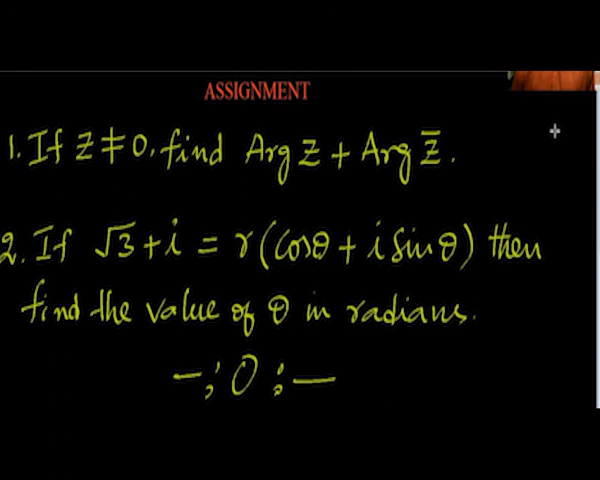 ASSIGNMENT
1. If z ≠ 0, find Arg z + Arg z̄.
2. If √3 + i = r(Cosθ + i Sinθ) then
find the value of θ in radians.
—; 0 ; —